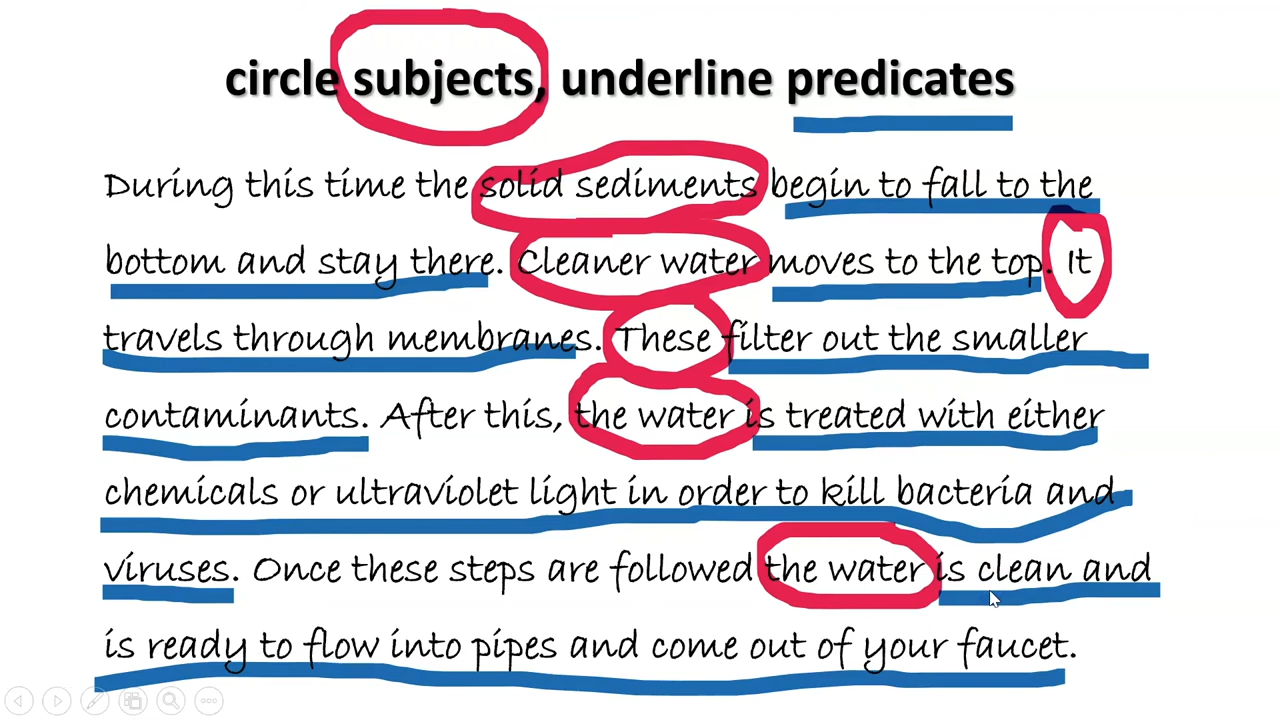 circle subjects, underline predicates
During this time the solid sediments begin to fall to the
bottom and stay there. Cleaner water moves to the top. It
travels through membranes. These filter out the smaller
contaminants. After this, the water is treated with either
chemicals or ultraviolet light in order to kill bacteria and
viruses. Once these steps are followed the water is clean and
is ready to flow into pipes and come out of your faucet.